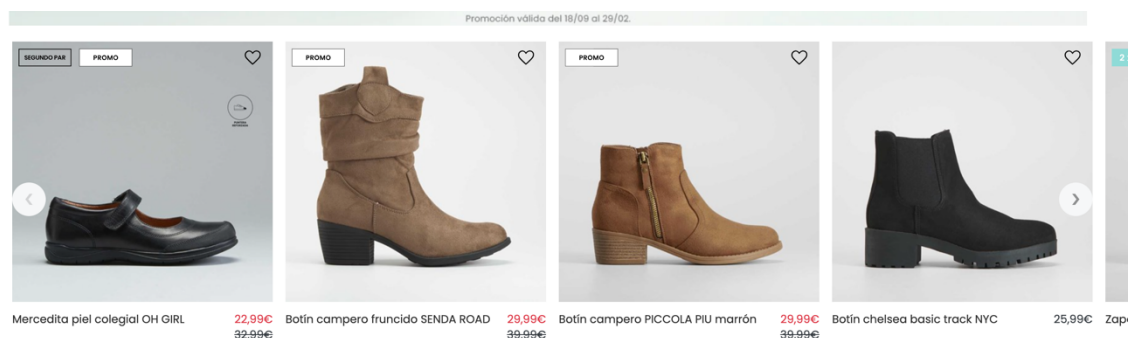 Promoción válida del 18/09 al 29/02.
SEGUNDO PAR
PROMO
PROMO
PROMO
2
Mercedita piel colegial OH GIRL 22,99€
32,99€
Botín campero fruncido SENDA ROAD 29,99€
39,99€
Botín campero PICCOLA PIU marrón 29,99€
39,99€
Botín chelsea basic track NYC 25,99€